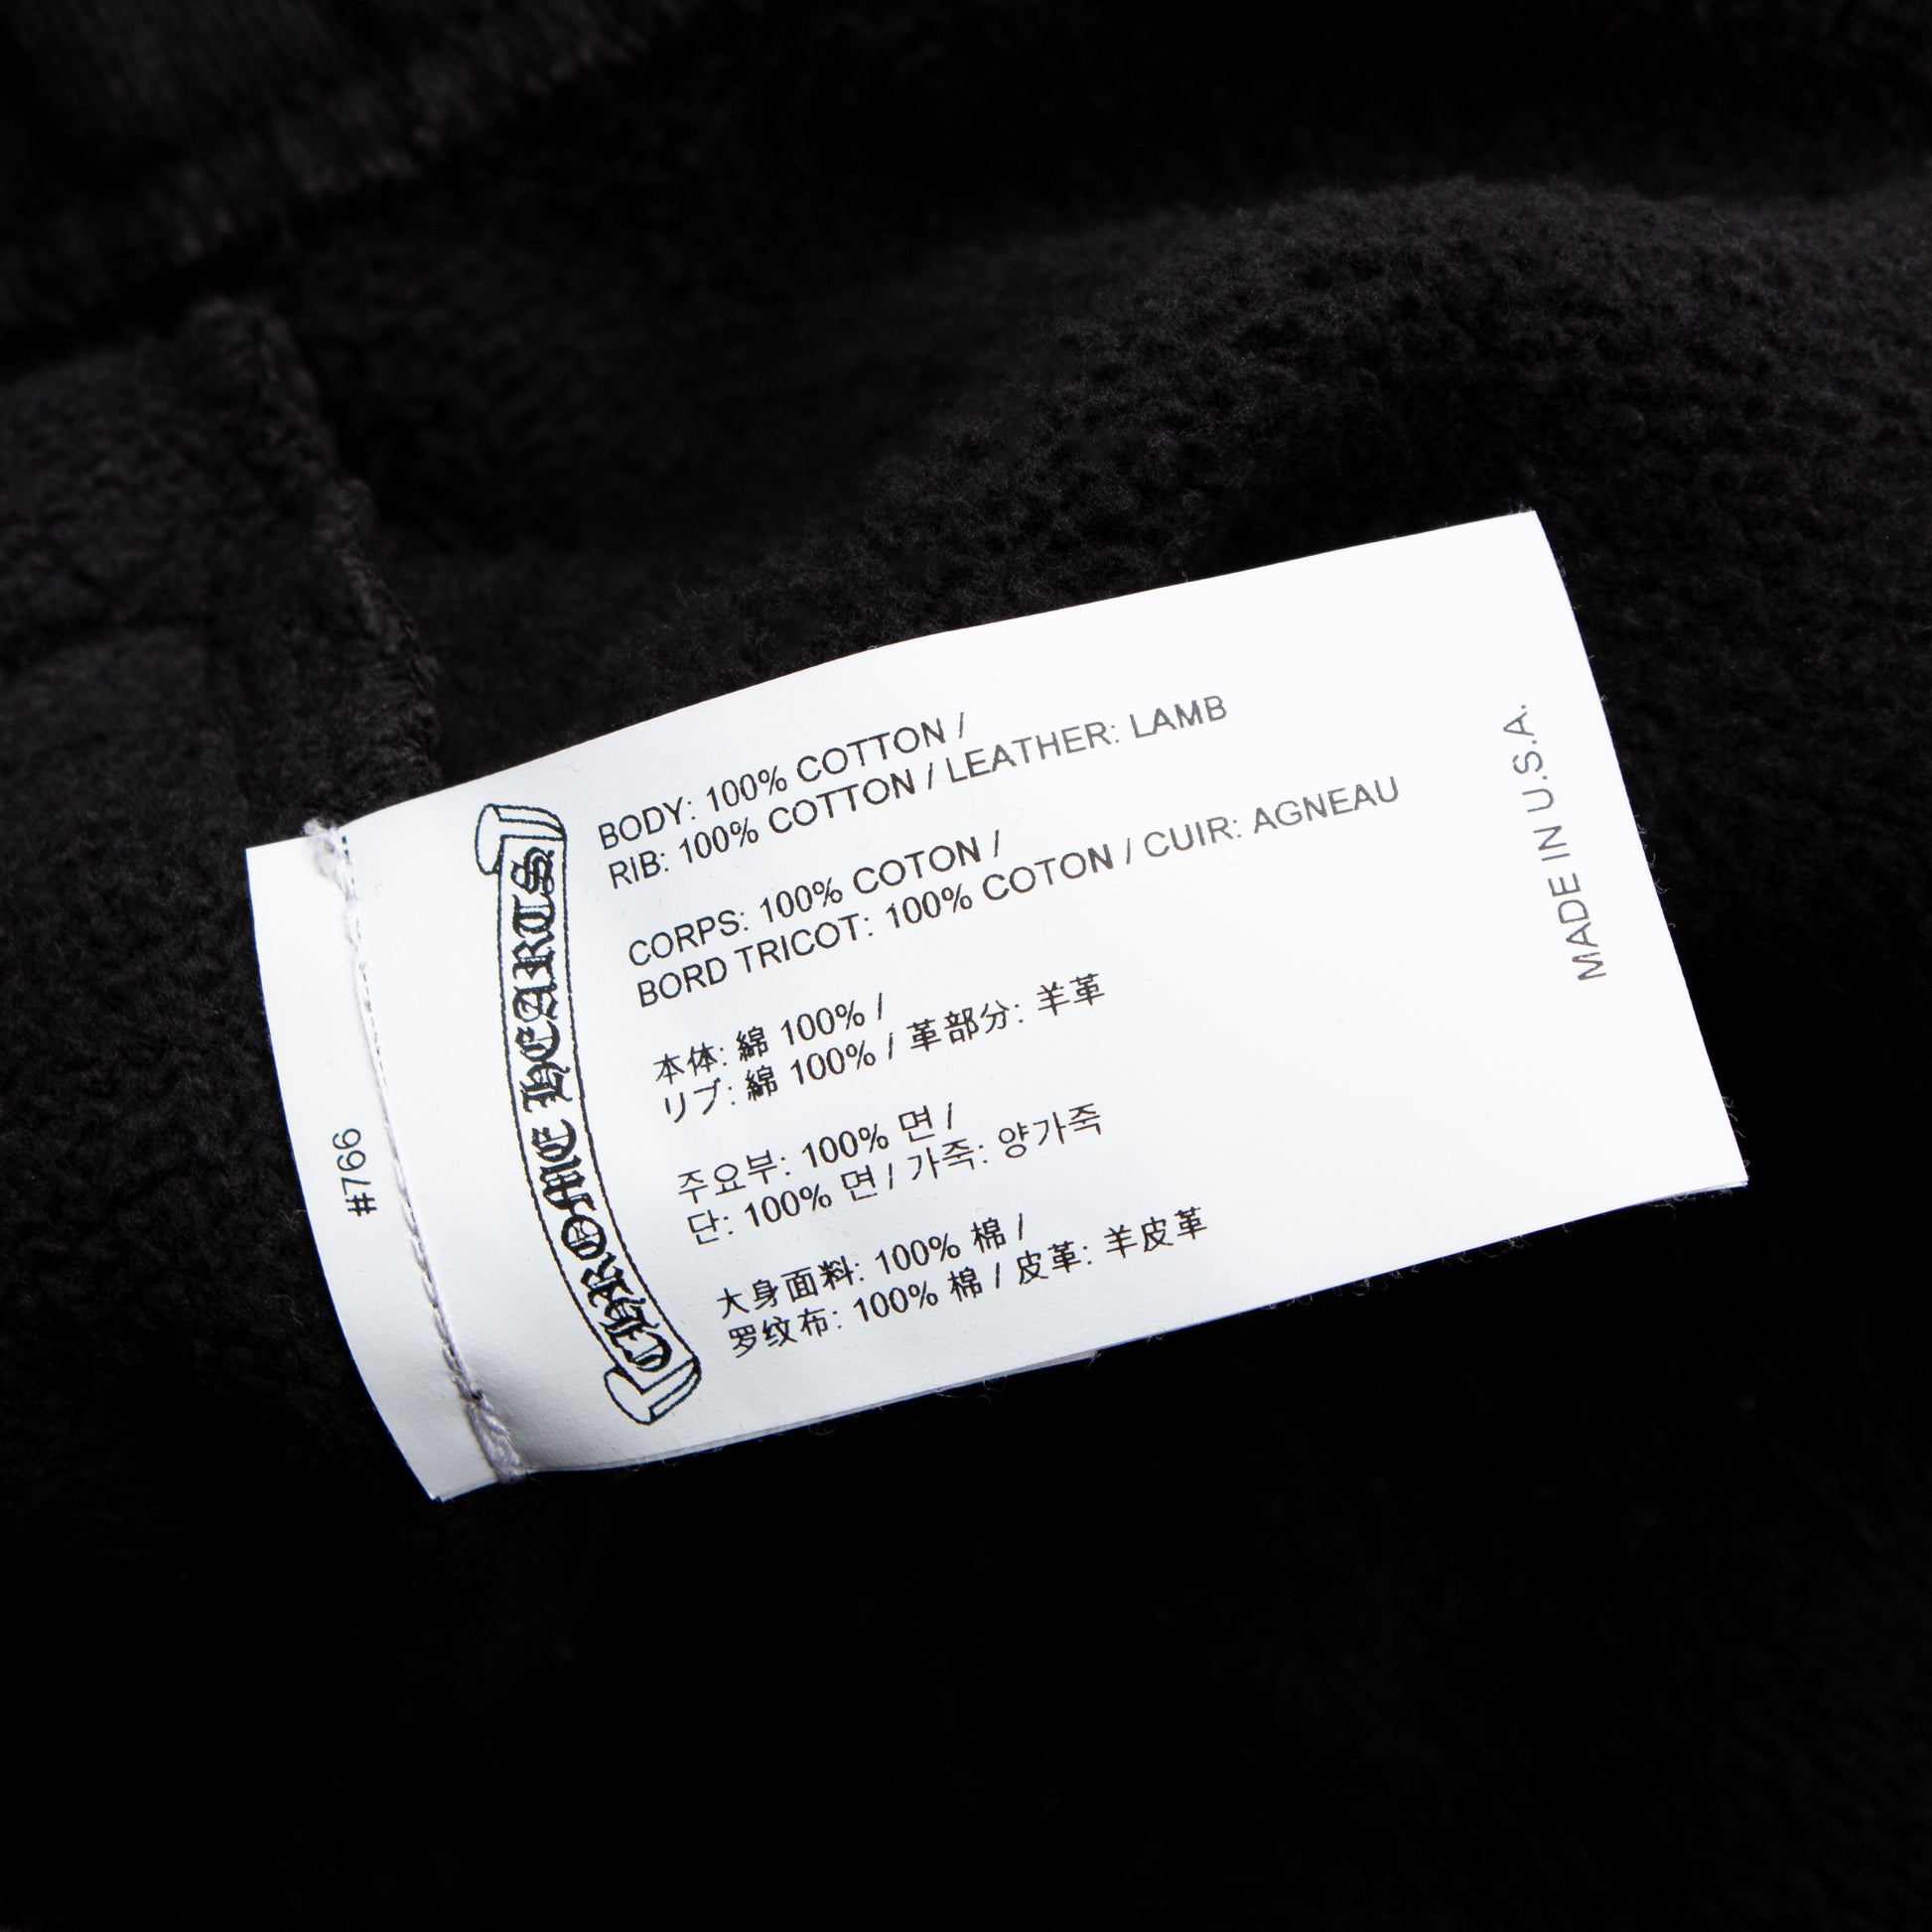 BODY: 100% COTTON /
RIB: 100% COTTON / LEATHER: LAMB
CORPS: 100% COTON /
BORD TRICOT: 100% COTON / CUIR: AGNEAU
本体: 綿 100% /
リブ: 綿 100% / 革部分: 羊革
주요부: 100% 면 /
단: 100% 면 / 가죽: 양가죽
大身面料: 100% 棉 /
罗纹布: 100% 棉 / 皮革: 羊皮革
CHROME HEARTS
#766
MADE IN U.S.A.